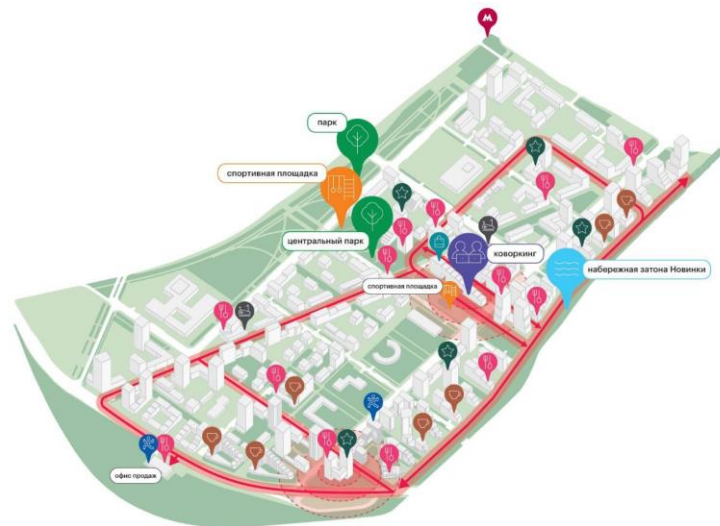 М
парк
спортивная площадка
центральный парк
коворкинг
набережная затона Новинки
спортивная площадка
офис продаж